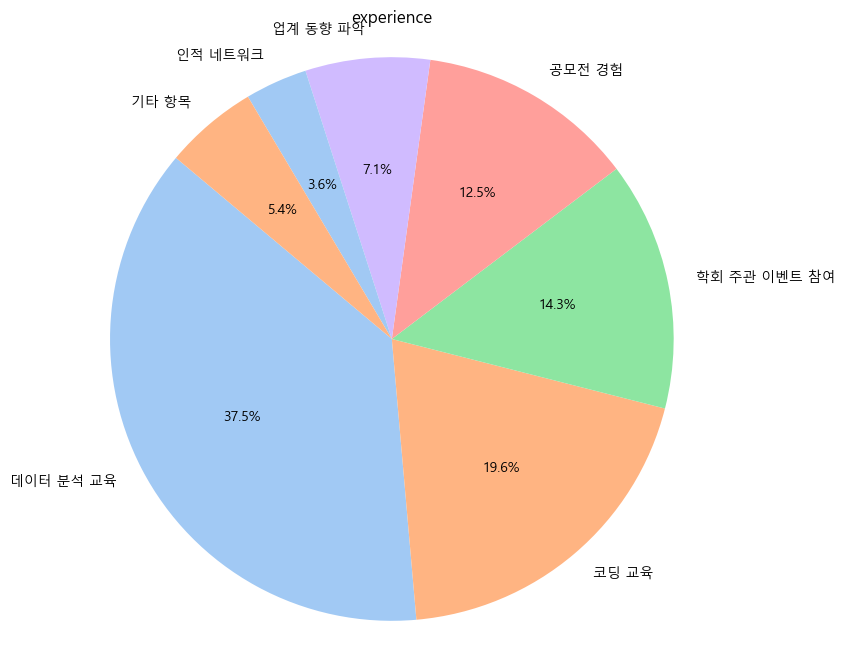 experience
업계 동향 파악
인적 네트워크
공모전 경험
기타 항목
7.1%
3.6%
12.5%
5.4%
학회 주관 이벤트 참여
14.3%
37.5%
19.6%
데이터 분석 교육
코딩 교육